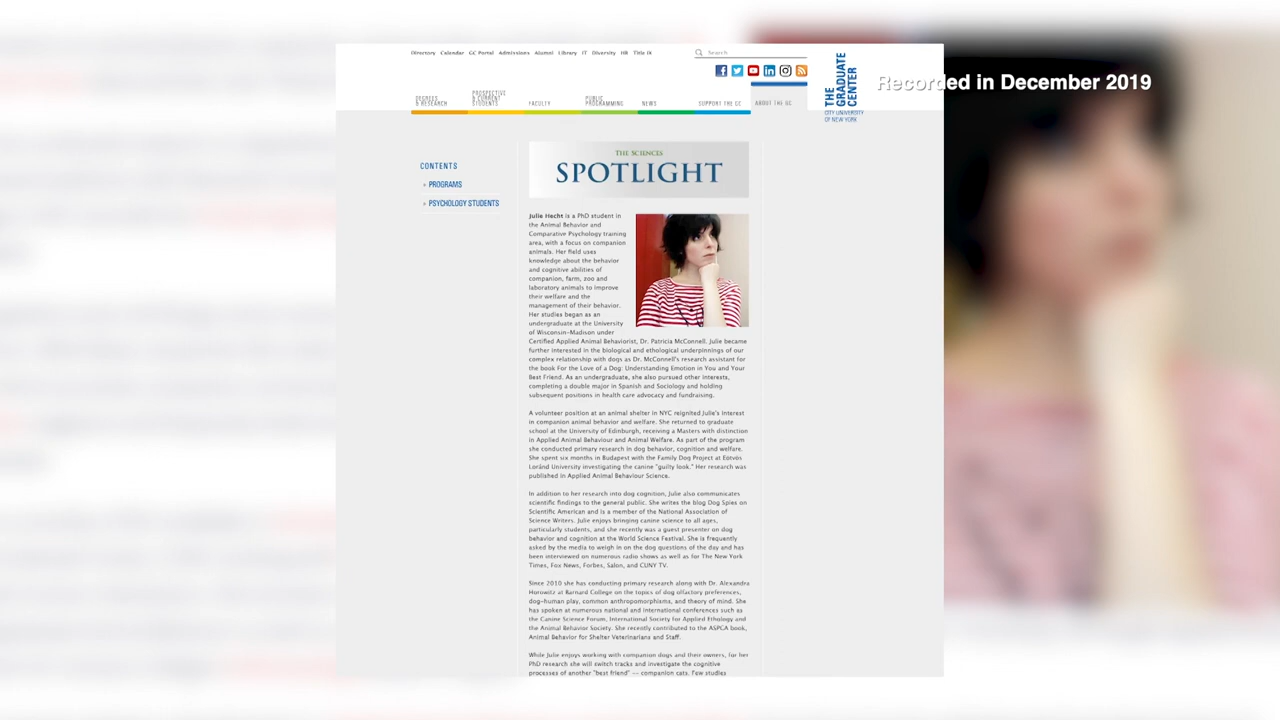 Directory Calendar GC Portal Admissions Alumni Library IT Diversity HR Title IX
Search
Recorded in December 2019
DEGREES
& RESEARCH
PROSPECTIVE
& CURRENT
STUDENTS
FACULTY
PUBLIC
PROGRAMMING
NEWS
SUPPORT THE GC
ABOUT THE GC
THE
GRADUATE
CENTER
CITY UNIVERSITY
OF NEW YORK
CONTENTS
» PROGRAMS
» PSYCHOLOGY STUDENTS
THE SCIENCES
SPOTLIGHT
Julie Hecht is a PhD student in
the Animal Behavior and
Comparative Psychology training
area, with a focus on companion
animals. Her field uses
knowledge about the behavior
and cognitive abilities of
companion, farm, zoo and
laboratory animals to improve
their welfare and the
management of their behavior.
Her studies began as an
undergraduate at the University
of Wisconsin-Madison under
Certified Applied Animal Behaviorist, Dr. Patricia McConnell. Julie became
further interested in the biological and ethological underpinnings of our
complex relationship with dogs as Dr. McConnell's research assistant for
the book For the Love of a Dog: Understanding Emotion in You and Your
Best Friend. As an undergraduate, she also pursued other interests,
completing a double major in Spanish and Sociology and holding
subsequent positions in health care advocacy and fundraising.
A volunteer position at an animal shelter in NYC reignited Julie's interest
in companion animal behavior and welfare. She returned to graduate
school at the University of Edinburgh, receiving a Masters with distinction
in Applied Animal Behaviour and Animal Welfare. As part of the program
she conducted primary research in dog behavior, cognition and welfare.
She spent six months in Budapest with the Family Dog Project at Eötvös
Loránd University investigating the canine "guilty look." Her research was
published in Applied Animal Behaviour Science.
In addition to her research into dog cognition, Julie also communicates
scientific findings to the general public. She writes the blog Dog Spies on
Scientific American and is a member of the National Association of
Science Writers. Julie enjoys bringing canine science to all ages,
particularly students, and she recently was a guest presenter on dog
behavior and cognition at the World Science Festival. She is frequently
asked by the media to weigh in on the dog questions of the day and has
been interviewed on numerous radio shows as well as for The New York
Times, Fox News, Forbes, Salon, and CUNY TV.
Since 2010 she has conducting primary research along with Dr. Alexandra
Horowitz at Barnard College on the topics of dog olfactory preferences,
dog-human play, common anthropomorphisms, and theory of mind. She
has spoken at numerous national and international conferences such as
the Canine Science Forum, International Society for Applied Ethology and
the Animal Behavior Society. She recently contributed to the ASPCA book,
Animal Behavior for Shelter Veterinarians and Staff.
While Julie enjoys working with companion dogs and their owners, for her
PhD research she will switch tracks and investigate the cognitive
processes of another "best friend" — companion cats. Few studies